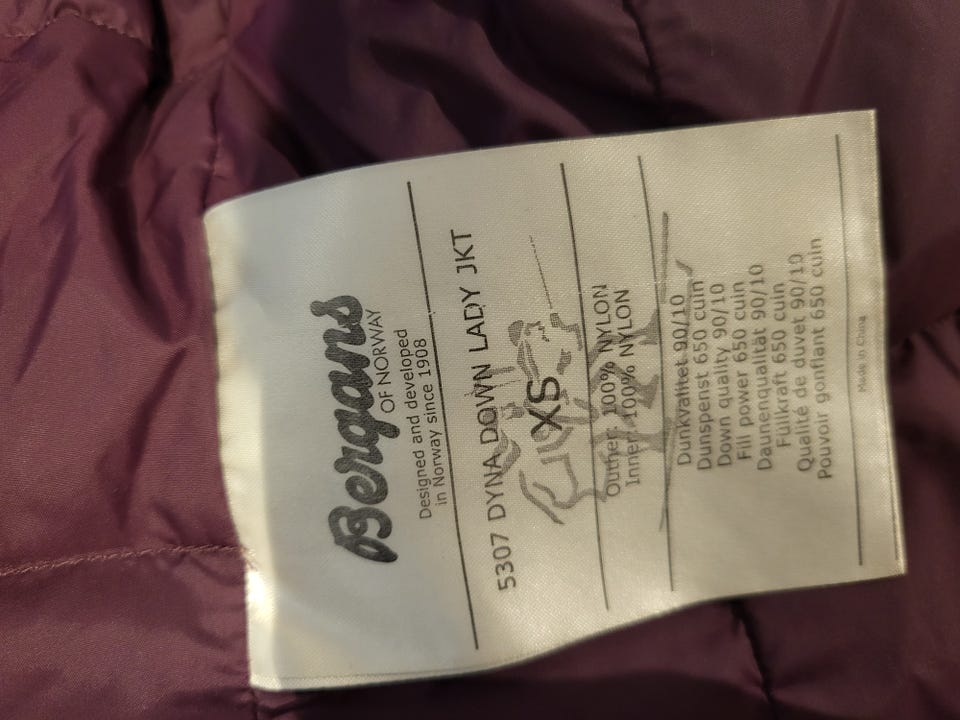 Bergans
OF NORWAY
Designed and developed
in Norway since 1908
5307 DYNA DOWN LADY JKT
XS
Outher: 100% NYLON
Inner: 100% NYLON
Dunkvalitet 90/10
Dunspenst 650 cuin
Down quality 90/10
Fill power 650 cuin
Daunenqualität 90/10
Füllkraft 650 cuin
Qualité de duvet 90/10
Pouvoir gonflant 650 cuin
Made in China